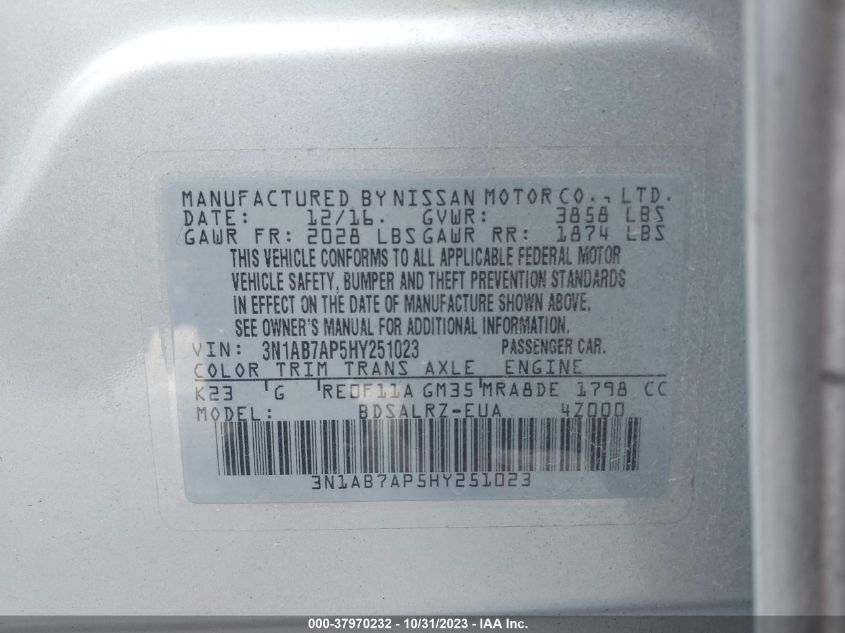 MANUFACTURED BY NISSAN MOTOR CO., LTD.
DATE: 12/16. GVWR: 3858 LBS
GAWR FR: 2028 LBS GAWR RR: 1874 LBS
THIS VEHICLE CONFORMS TO ALL APPLICABLE FEDERAL MOTOR
VEHICLE SAFETY, BUMPER AND THEFT PREVENTION STANDARDS
IN EFFECT ON THE DATE OF MANUFACTURE SHOWN ABOVE.
SEE OWNER'S MANUAL FOR ADDITIONAL INFORMATION.
VIN: 3N1AB7AP5HY251023 PASSENGER CAR.
COLOR TRIM TRANS AXLE ENGINE
K23 G RE0F11A GM35 MRA8DE 1798 CC
MODEL: BDSALRZ-EUA 4Z000
3N1AB7AP5HY251023
000-37970232 - 10/31/2023 - IAA Inc.